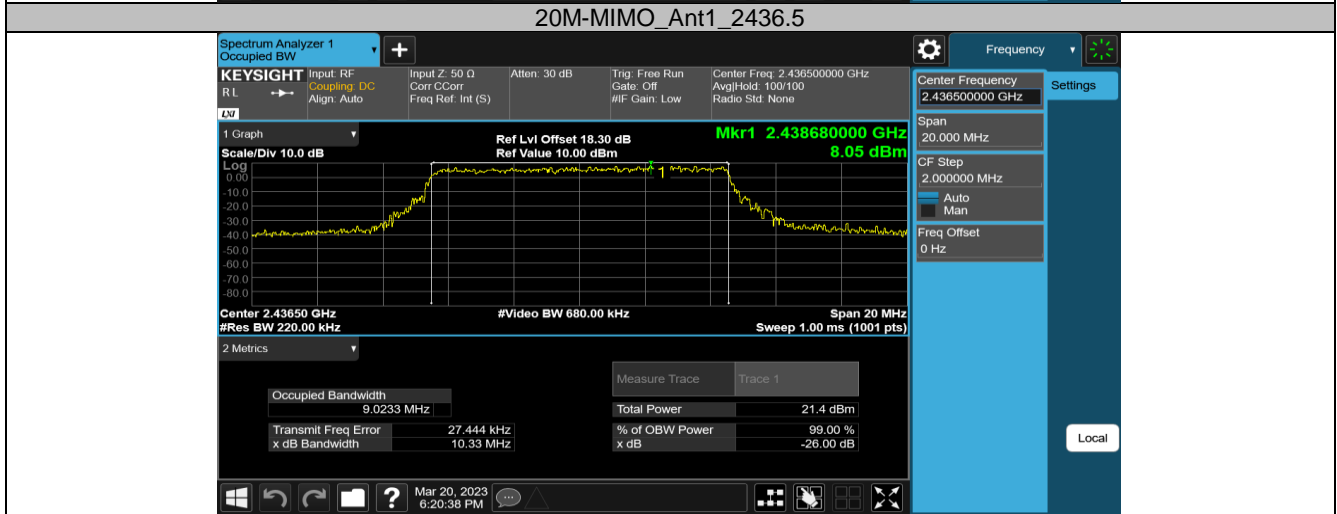 20M-MIMO_Ant1_2436.5
Spectrum Analyzer 1
Occupied BW
Frequency
KEYSIGHT Input: RF Input Z: 50 Ω Atten: 30 dB Trig: Free Run Center Freq: 2.436500000 GHz
RL Coupling: DC Corr CCorr Gate: Off Avg|Hold: 100/100
Align: Auto Freq Ref: Int (S) #IF Gain: Low Radio Std: None
LXI
Center Frequency
2.436500000 GHz
Settings
Span
20.000 MHz
CF Step
2.000000 MHz
Auto
Man
Freq Offset
0 Hz
1 Graph
Ref Lvl Offset 18.30 dB
Mkr1 2.438680000 GHz
Scale/Div 10.0 dB Ref Value 10.00 dBm 8.05 dBm
Log
0.00
-10.0
-20.0
-30.0
-40.0
-50.0
-60.0
-70.0
-80.0
1
Center 2.43650 GHz #Video BW 680.00 kHz Span 20 MHz
#Res BW 220.00 kHz Sweep 1.00 ms (1001 pts)
2 Metrics
Measure Trace Trace 1
Occupied Bandwidth
9.0233 MHz Total Power 21.4 dBm
Transmit Freq Error 27.444 kHz % of OBW Power 99.00 %
x dB Bandwidth 10.33 MHz x dB -26.00 dB
Local
? Mar 20, 2023
6:20:38 PM